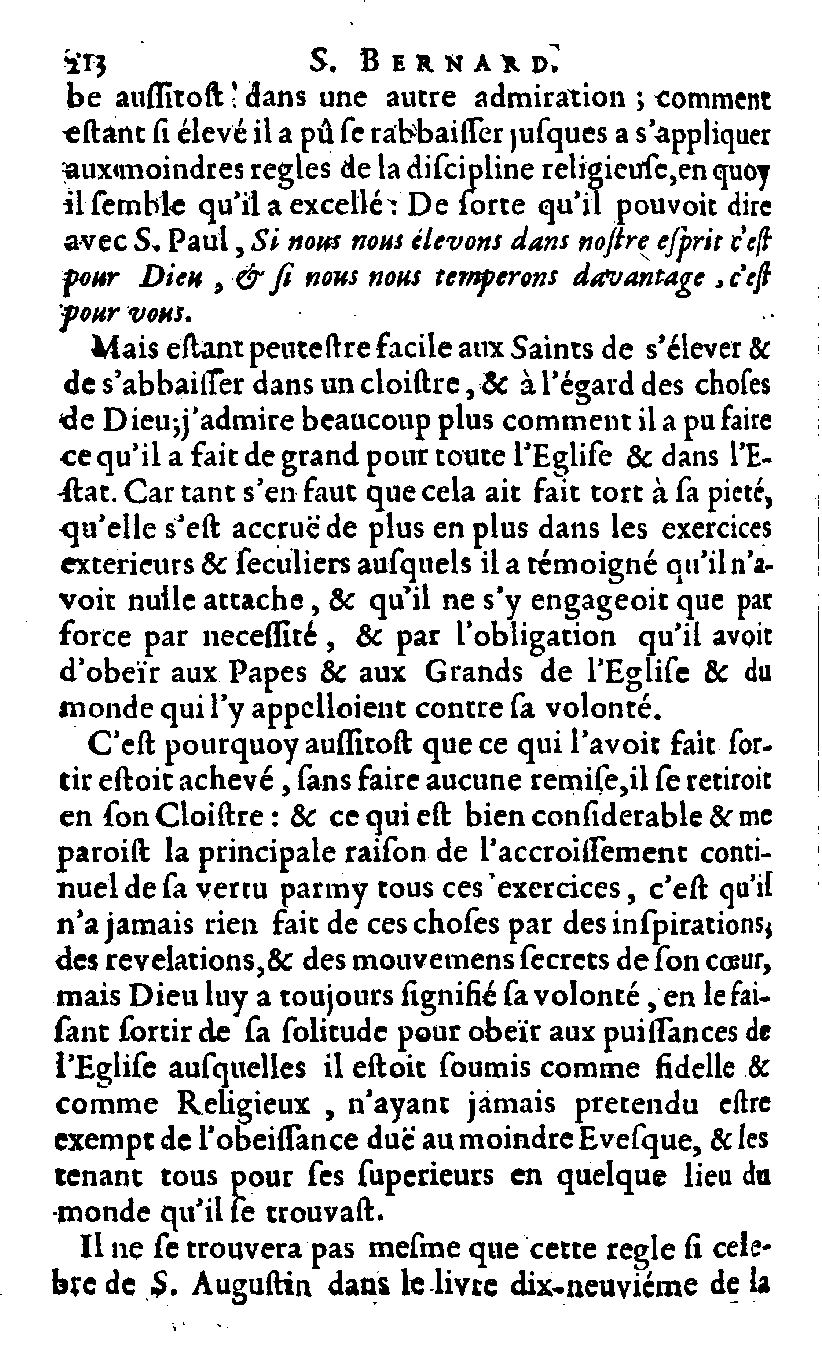 213 S. BERNARD.
be auſſitoſt dans une autre admiration ; comment
eſtant ſi élevé il a pû ſe rabbaiſſer juſques a s'appliquer
aux moindres regles de la diſcipline religieuſe, en quoy
il ſemble qu'il a excellé : De ſorte qu'il pouvoit dire
avec S. Paul, Si nous nous élevons dans noſtre eſprit c'eſt
pour Dieu, & ſi nous nous temperons davantage, c'eſt
pour vous.
Mais eſtant peuteſtre facile aux Saints de s'élever &
de s'abbaiſſer dans un cloiſtre, & à l'égard des choſes
de Dieu; j'admire beaucoup plus comment il a pu faire
ce qu'il a fait de grand pour toute l'Egliſe & dans l'E-
ſtat. Car tant s'en faut que cela ait fait tort à ſa pieté,
qu'elle s'eſt accruë de plus en plus dans les exercices
exterieurs & ſeculiers auſquels il a témoigné qu'il n'a-
voit nulle attache, & qu'il ne s'y engageoit que par
force par neceſſité, & par l'obligation qu'il avoit
d'obeïr aux Papes & aux Grands de l'Egliſe & du
monde qui l'y appelloient contre ſa volonté.
C'eſt pourquoy auſſitoſt que ce qui l'avoit fait ſor-
tir eſtoit achevé, ſans faire aucune remiſe, il ſe retiroit
en ſon Cloiſtre : & ce qui eſt bien conſiderable & me
paroiſt la principale raiſon de l'accroiſſement conti-
nuel de ſa vertu parmy tous ces exercices, c'eſt qu'il
n'a jamais rien fait de ces choſes par des inſpirations,
des revelations, & des mouvemens ſecrets de ſon cœur,
mais Dieu luy a toujours ſignifié ſa volonté, en le fai-
ſant ſortir de ſa ſolitude pour obeïr aux puiſſances de
l'Egliſe auſquelles il eſtoit ſoumis comme fidelle &
comme Religieux, n'ayant jamais pretendu eſtre
exempt de l'obeiſſance duë au moindre Eveſque, & les
tenant tous pour ſes ſuperieurs en quelque lieu du
monde qu'il ſe trouvaſt.
Il ne ſe trouvera pas meſme que cette regle ſi cele-
bre de S. Auguſtin dans le livre dix-neuviéme de la